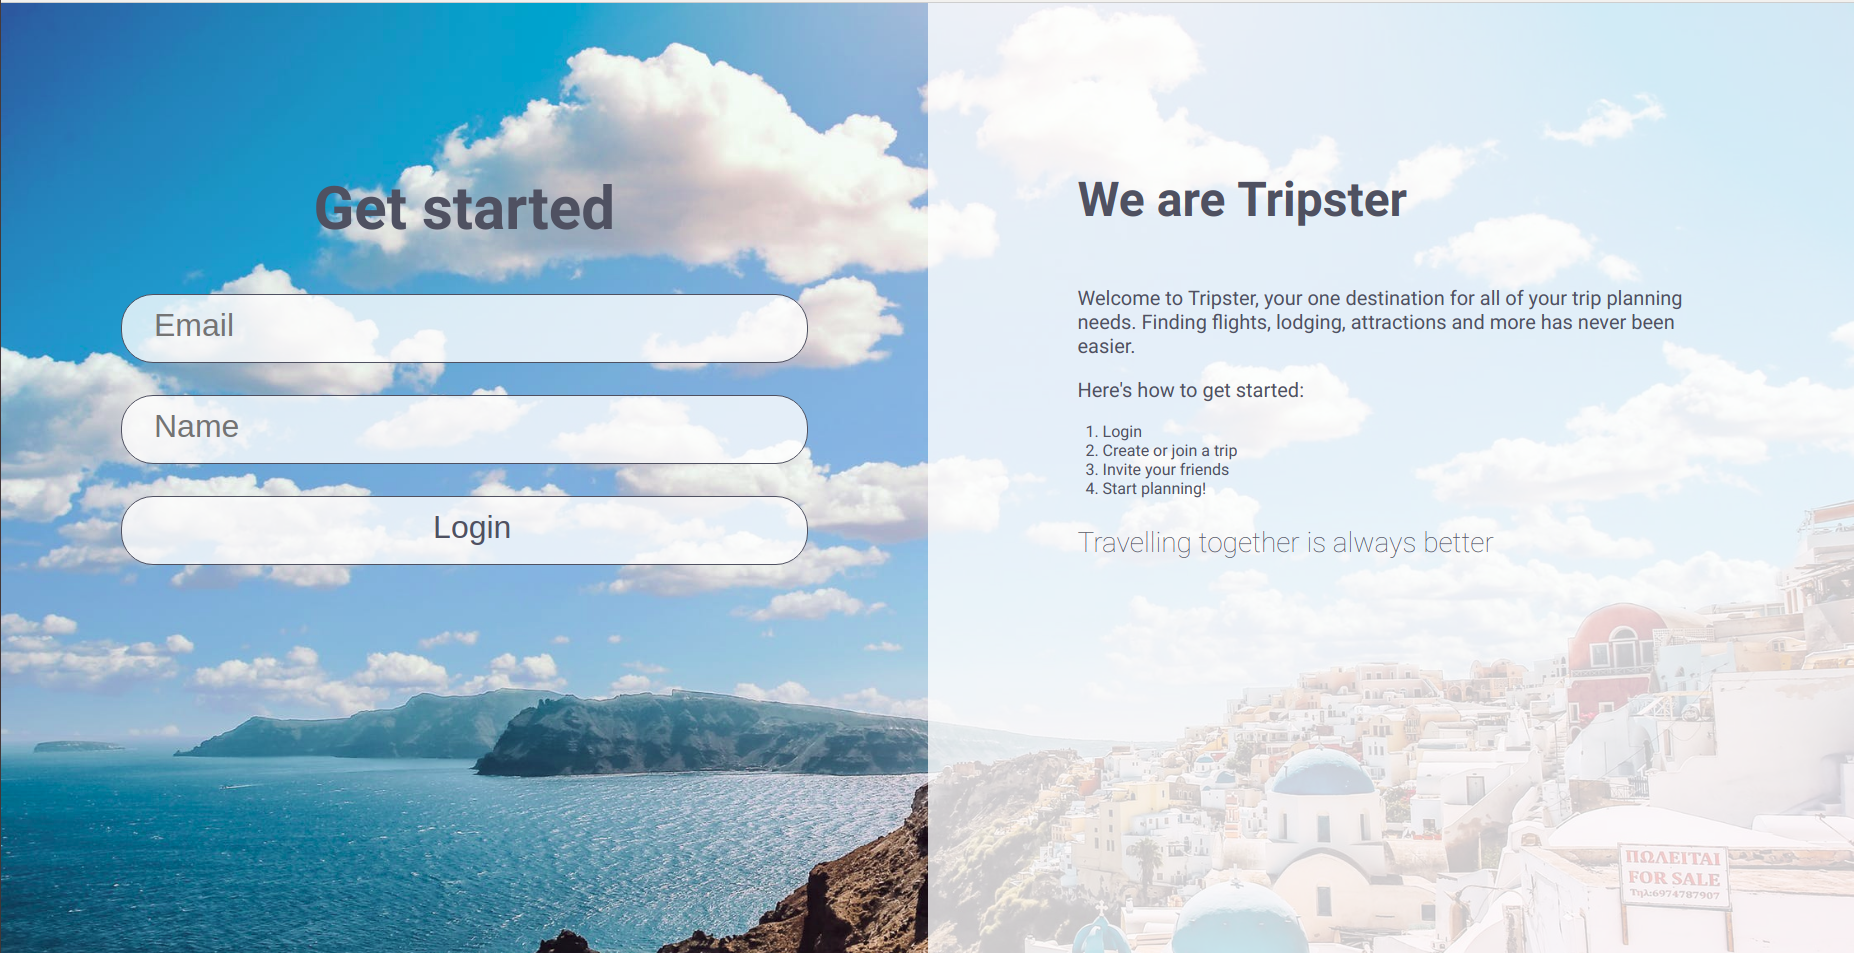 Get started
Email
Name
Login
We are Tripster
Welcome to Tripster, your one destination for all of your trip planning
needs. Finding flights, lodging, attractions and more has never been
easier.
Here's how to get started:
1. Login
2. Create or join a trip
3. Invite your friends
4. Start planning!
Travelling together is always better
ΠΩΛΕΙΤΑΙ
FOR SALE
Τηλ:6974787907